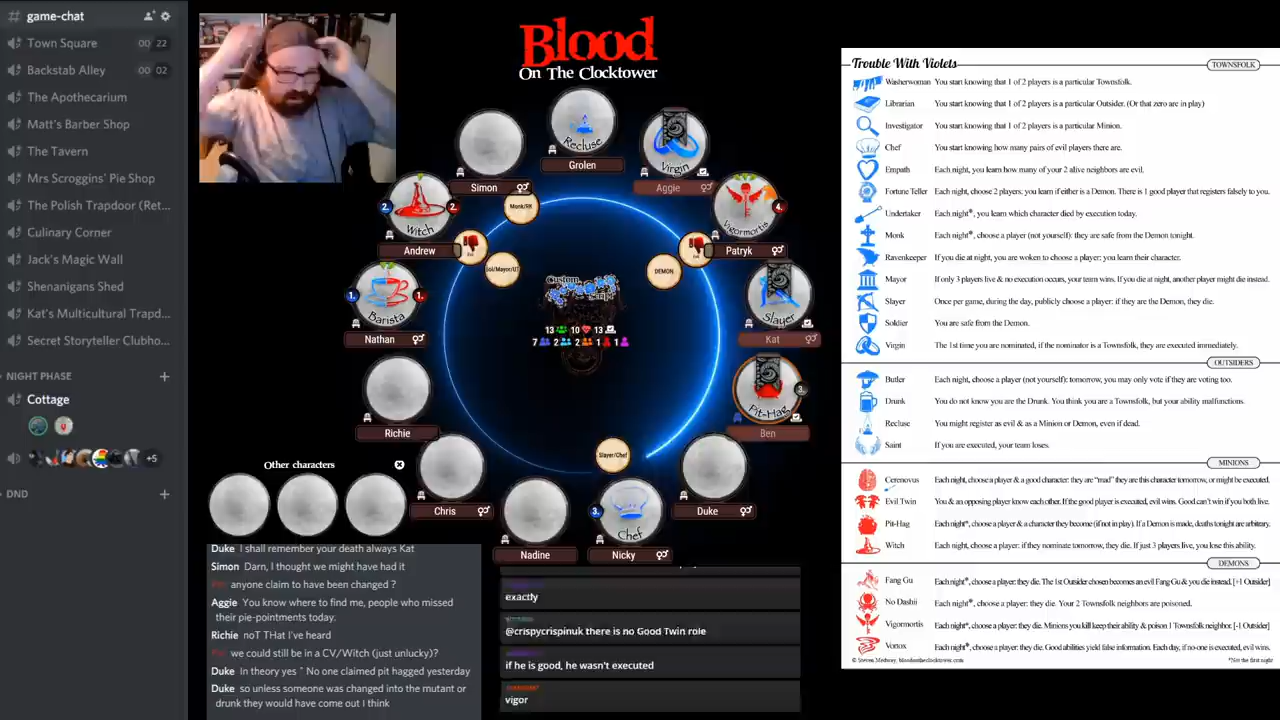 # game-chat
Town Square
00 22
Backstab Alley
00 02
The Apothecarium
Matt's Barber Shop
The Tavern
Mrs Scroggins' Pie Shop
The Polish Trapdoor (Ret...
Culinary Corner
Jack's Magic Wall
Shenanigans Shed
Kat's Multicultural Trapd...
Secret Storyteller Clubho...
NIGHT PHASE
Cottage
+5
DND
Blood
On The Clocktower
Recluse
Grolen
Simon
Virgin
Aggie
Monk/RK
Witch
2.
2.
Andrew
Vigormortis
4.
Patryk
Sol/Mayor/UT
DEMON
Barista
1.
1.
Nathan
Slayer
Kat
13 10 13
7 2 2 1 1
Richie
Pit-Hag
3.
Ben
Slayer/Chef
Chris
Duke
Nadine
Chef
3.
Nicky
Other characters
Duke I shall remember your death always Kat
Simon Darn, I thought we might have had it
anyone claim to have been changed ?
Aggie You know where to find me, people who missed
their pie-pointments today.
Richie noT THat I've heard
we could still be in a CV/Witch (just unlucky)?
Duke In theory yes ~ No one claimed pit hagged yesterday
Duke so unless someone was changed into the mutant or
drunk they would have come out I think
exactly
@crispycrispinuk there is no Good Twin role
if he is good, he wasn't executed
vigor
Trouble With Violets
TOWNSFOLK
Washerwoman You start knowing that 1 of 2 players is a particular Townsfolk.
Librarian You start knowing that 1 of 2 players is a particular Outsider. (Or that zero are in play)
Investigator You start knowing that 1 of 2 players is a particular Minion.
Chef You start knowing how many pairs of evil players there are.
Empath Each night, you learn how many of your 2 alive neighbors are evil.
Fortune Teller Each night, choose 2 players: you learn if either is a Demon. There is 1 good player that registers falsely to you.
Undertaker Each night*, you learn which character died by execution today.
Monk Each night*, choose a player (not yourself): they are safe from the Demon tonight.
Ravenkeeper If you die at night, you are woken to choose a player: you learn their character.
Mayor If only 3 players live & no execution occurs, your team wins. If you die at night, another player might die instead.
Slayer Once per game, during the day, publicly choose a player: if they are the Demon, they die.
Soldier You are safe from the Demon.
Virgin The 1st time you are nominated, if the nominator is a Townsfolk, they are executed immediately.
OUTSIDERS
Butler Each night, choose a player (not yourself): tomorrow, you may only vote if they are voting too.
Drunk You do not know you are the Drunk. You think you are a Townsfolk, but your ability malfunctions.
Recluse You might register as evil & as a Minion or Demon, even if dead.
Saint If you are executed, your team loses.
MINIONS
Cerenovus Each night, choose a player & a good character: they are "mad" they are this character tomorrow, or might be executed.
Evil Twin You & an opposing player know each other. If the good player is executed, evil wins. Good can't win if you both live.
Pit-Hag Each night*, choose a player & a character they become (if not in play). If a Demon is made, deaths tonight are arbitrary.
Witch Each night, choose a player: if they nominate tomorrow, they die. If just 3 players live, you lose this ability.
DEMONS
Fang Gu Each night*, choose a player: they die. The 1st Outsider chosen becomes an evil Fang Gu & you die instead. [+1 Outsider]
No Dashii Each night*, choose a player: they die. Your 2 Townsfolk neighbors are poisoned.
Vigormortis Each night*, choose a player: they die. Minions you kill keep their ability & poison 1 Townsfolk neighbor. [-1 Outsider]
Vortox Each night*, choose a player: they die. Good abilities yield false information. Each day, if no-one is executed, evil wins.
© Steven Medway, bloodontheclocktower.com
*Not the first night